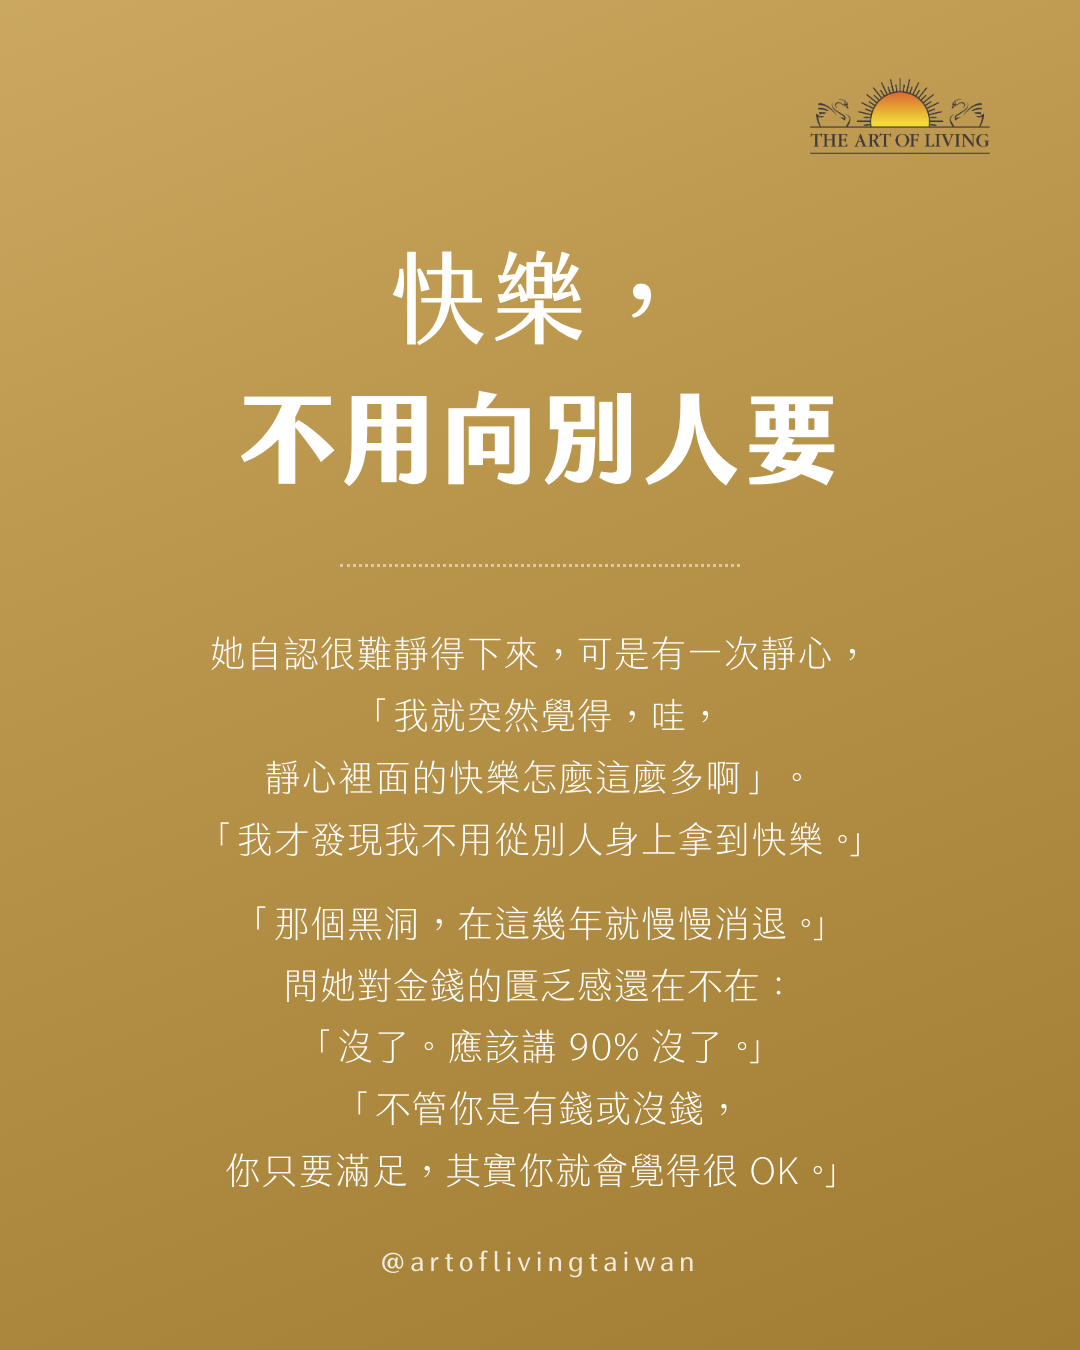 THE ART OF LIVING
快樂，
不用向別人要
她自認很難靜得下來，可是有一次靜心，
「我就突然覺得，哇，
靜心裡面的快樂怎麼這麼多啊」。
「我才發現我不用從別人身上拿到快樂。」
「那個黑洞，在這幾年就慢慢消退。」
問她對金錢的匱乏感還在不在：
「沒了。應該講 90% 沒了。」
「不管你是有錢或沒錢，
你只要滿足，其實你就會覺得很 OK。」
@artoflivingtaiwan